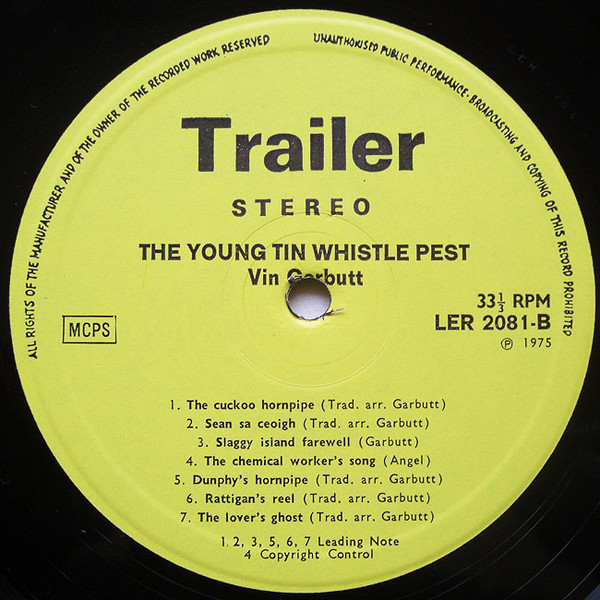 ALL RIGHTS OF THE MANUFACTURER AND OF THE OWNER OF THE RECORDED WORK RESERVED
UNAUTHORISED PUBLIC PERFORMANCE · BROADCASTING AND COPYING OF THIS RECORD PROHIBITED
Trailer
STEREO
THE YOUNG TIN WHISTLE PEST
Vin Garbutt
33⅓ RPM
MCPS
LER 2081-B
℗ 1975
1. The cuckoo hornpipe (Trad. arr. Garbutt)
2. Sean sa ceoigh (Trad. arr. Garbutt)
3. Slaggy island farewell (Garbutt)
4. The chemical worker's song (Angel)
5. Dunphy's hornpipe (Trad. arr. Garbutt)
6. Rattigan's reel (Trad. arr. Garbutt)
7. The lover's ghost (Trad. arr. Garbutt)
1. 2, 3, 5, 6, 7 Leading Note
4 Copyright Control